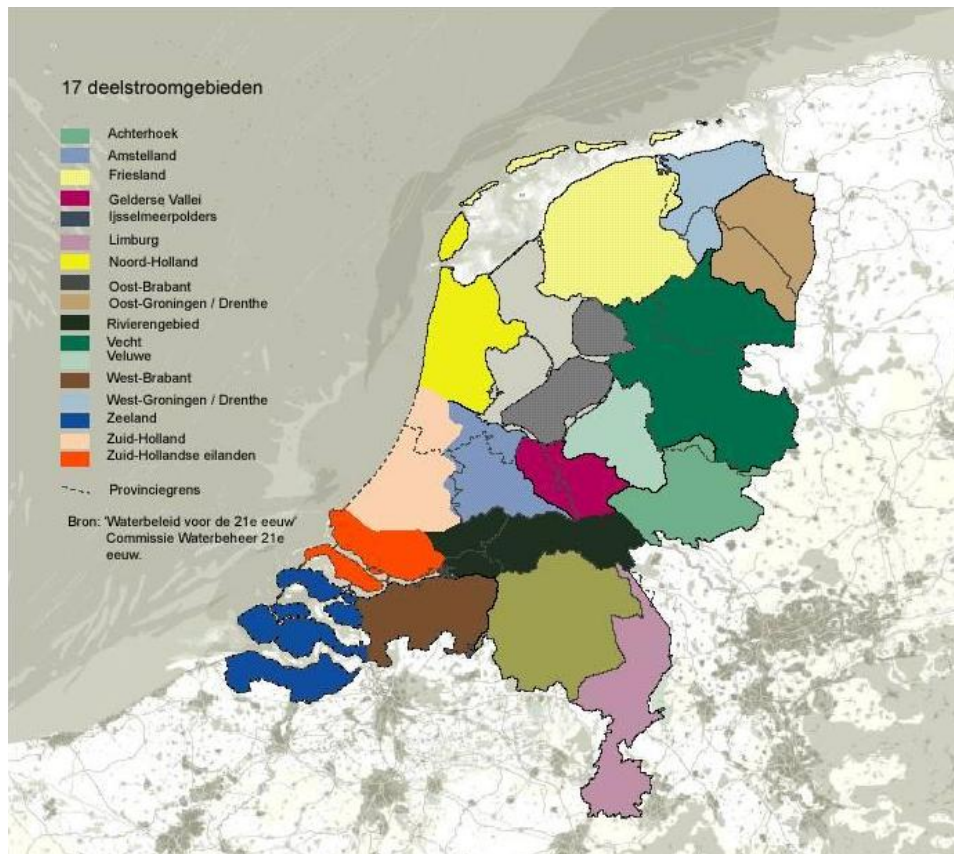 17 deelstroomgebieden
Achterhoek
Amstelland
Friesland
Gelderse Vallei
Ijsselmeerpolders
Limburg
Noord-Holland
Oost-Brabant
Oost-Groningen / Drenthe
Rivierengebied
Vecht
Veluwe
West-Brabant
West-Groningen / Drenthe
Zeeland
Zuid-Holland
Zuid-Hollandse eilanden
Provinciegrens
Bron: 'Waterbeleid voor de 21e eeuw'
Commissie Waterbeheer 21e
eeuw.